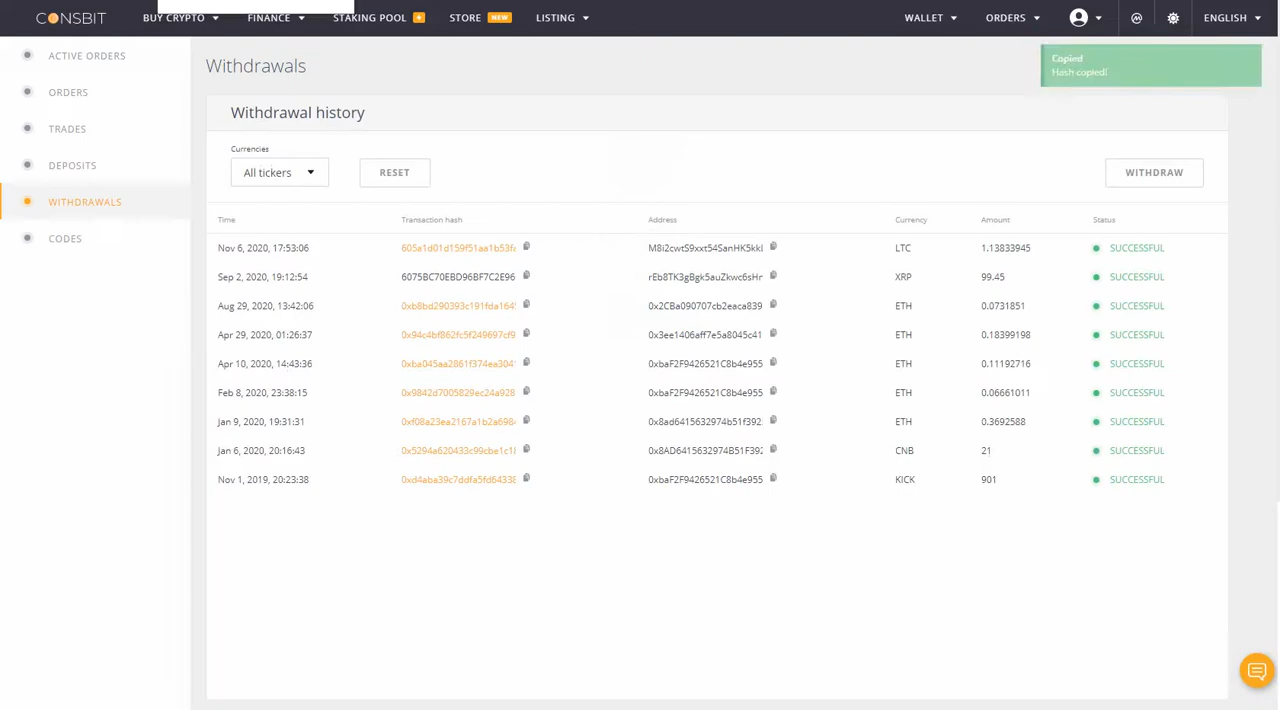 CONSBIT BUY CRYPTO FINANCE STAKING POOL + STORE NEW LISTING WALLET ORDERS ENGLISH
ACTIVE ORDERS
ORDERS
TRADES
DEPOSITS
WITHDRAWALS
CODES
Withdrawals
Copied
Hash copied!
Withdrawal history
Currencies
All tickers RESET WITHDRAW
Time Transaction hash Address Currency Amount Status
Nov 6, 2020, 17:53:06 605a1d01d159f51aa1b53fa M8i2cwtS9xxt54SanHK5kkl LTC 1.13833945 SUCCESSFUL
Sep 2, 2020, 19:12:54 6075BC70EBD96BF7C2E96 rEb8TK3gBgk5auZkwc6sHr XRP 99.45 SUCCESSFUL
Aug 29, 2020, 13:42:06 0xb8bd290393c191fda164 0x2CBa090707cb2eaca839 ETH 0.0731851 SUCCESSFUL
Apr 29, 2020, 01:26:37 0x94c4bf862fc5f249697cf9 0x3ee1406aff7e5a8045c41 ETH 0.18399198 SUCCESSFUL
Apr 10, 2020, 14:43:36 0xba045aa2861f374ea304 0xbaF2F9426521C8b4e955 ETH 0.11192716 SUCCESSFUL
Feb 8, 2020, 23:38:15 0x9842d7005829ec24a928 0xbaF2F9426521C8b4e955 ETH 0.06661011 SUCCESSFUL
Jan 9, 2020, 19:31:31 0xf08a23ea2167a1b2a698 0x8ad6415632974b51f392 ETH 0.3692588 SUCCESSFUL
Jan 6, 2020, 20:16:43 0x5294a620433c99cbe1c1 0x8AD6415632974B51F392 CNB 21 SUCCESSFUL
Nov 1, 2019, 20:23:38 0xd4aba39c7ddfa5fd6433 0xbaF2F9426521C8b4e955 KICK 901 SUCCESSFUL